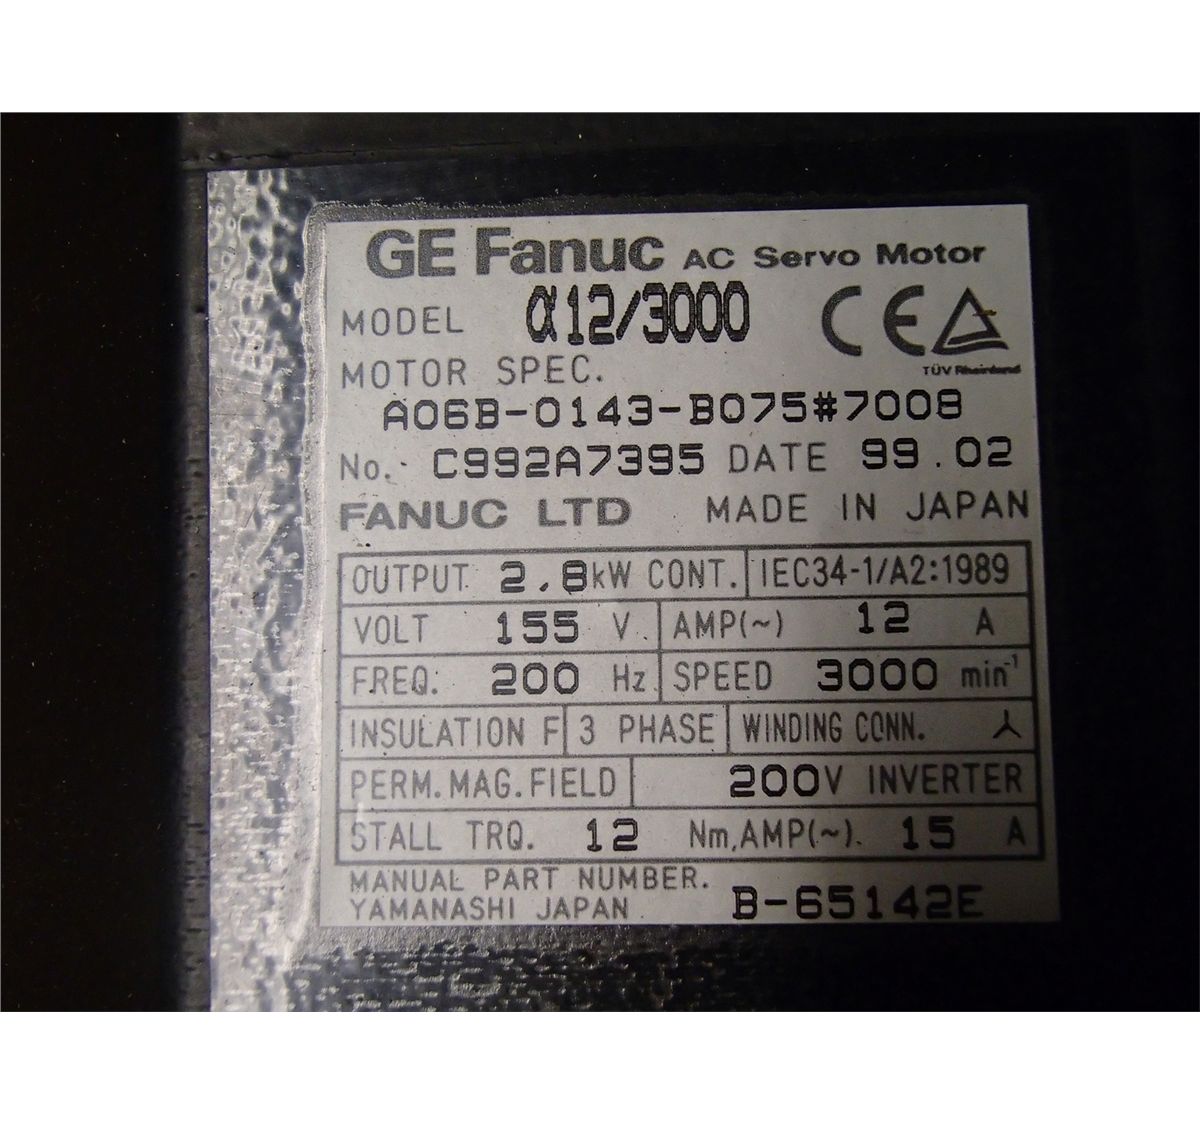 GE Fanuc AC Servo Motor
MODEL α12/3000 CE
TÜV Rheinland
MOTOR SPEC.
A06B-0143-B075#7008
No. C992A7395 DATE 99.02
FANUC LTD MADE IN JAPAN
OUTPUT 2.8kW CONT. IEC34-1/A2:1989
VOLT 155 V AMP(~) 12 A
FREQ. 200 Hz SPEED 3000 min⁻¹
INSULATION F 3 PHASE WINDING CONN. ⅄
PERM.MAG.FIELD 200V INVERTER
STALL TRQ. 12 Nm,AMP(~). 15 A
MANUAL PART NUMBER.
YAMANASHI JAPAN B-65142E